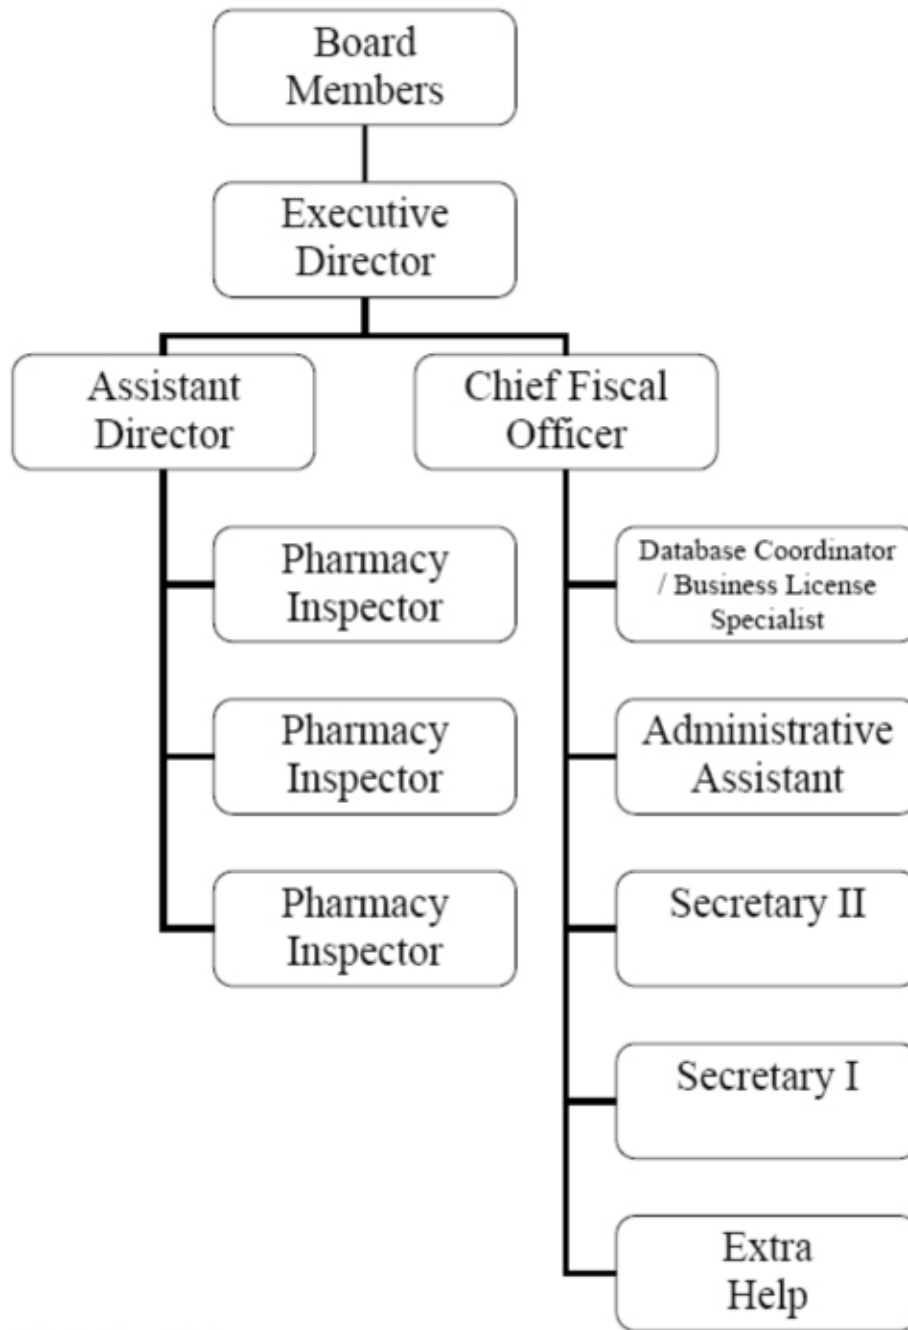 Board
Members
Executive
Director
Assistant
Director
Chief Fiscal
Officer
Pharmacy
Inspector
Database Coordinator
/ Business License
Specialist
Pharmacy
Inspector
Administrative
Assistant
Pharmacy
Inspector
Secretary II
Secretary I
Extra
Help